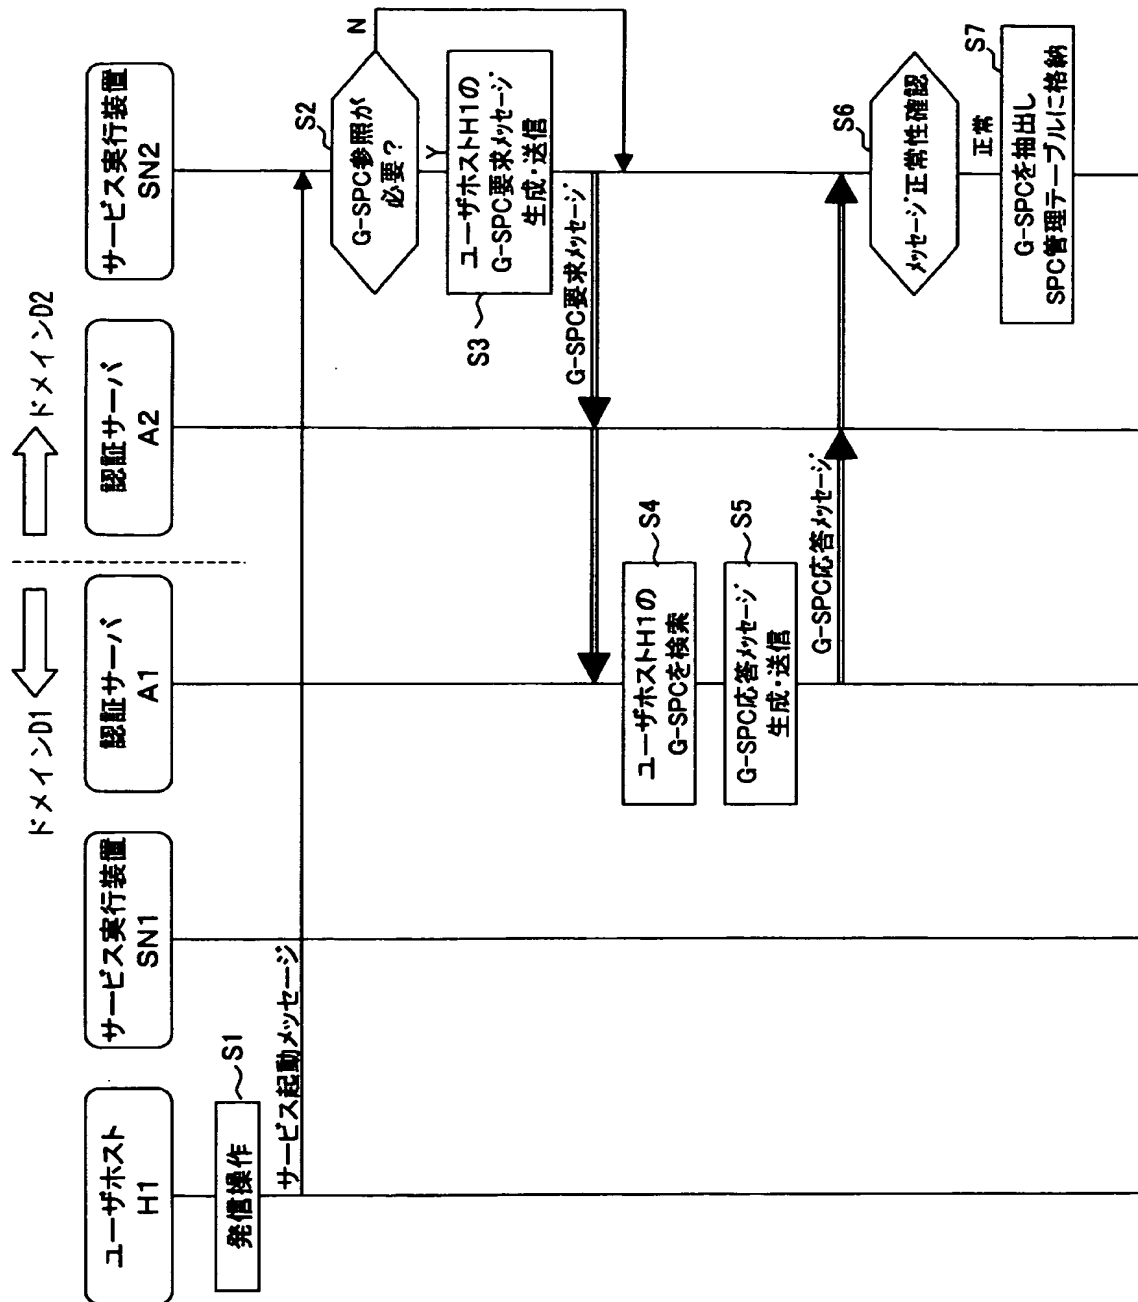 ドメインD1
ドメインD2
ユーザホスト
H1
サービス実行装置
SN1
認証サーバ
A1
認証サーバ
A2
サービス実行装置
SN2
発信操作
S1
サービス起動メッセージ
S2
G-SPC参照が
必要?
N
Y
ユーザホストH1の
G-SPC要求メッセージ
生成・送信
S3
G-SPC要求メッセージ
ユーザホストH1の
G-SPCを検索
S4
G-SPC応答メッセージ
生成・送信
S5
G-SPC応答メッセージ
S6
メッセージ正常性確認
正常
S7
G-SPCを抽出し
SPC管理テーブルに格納